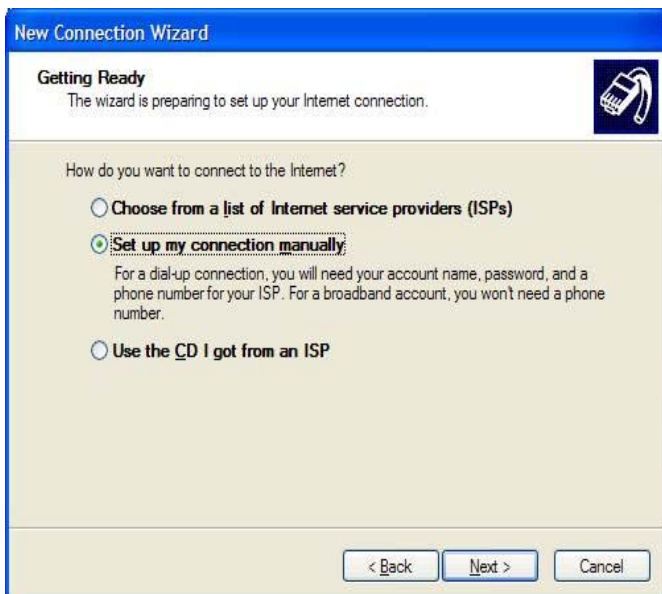 New Connection Wizard
Getting Ready
The wizard is preparing to set up your Internet connection.
How do you want to connect to the Internet?
Choose from a list of Internet service providers (ISPs)
Set up my connection manually
For a dial-up connection, you will need your account name, password, and a
phone number for your ISP. For a broadband account, you won't need a phone
number.
Use the CD I got from an ISP
< Back Next > Cancel